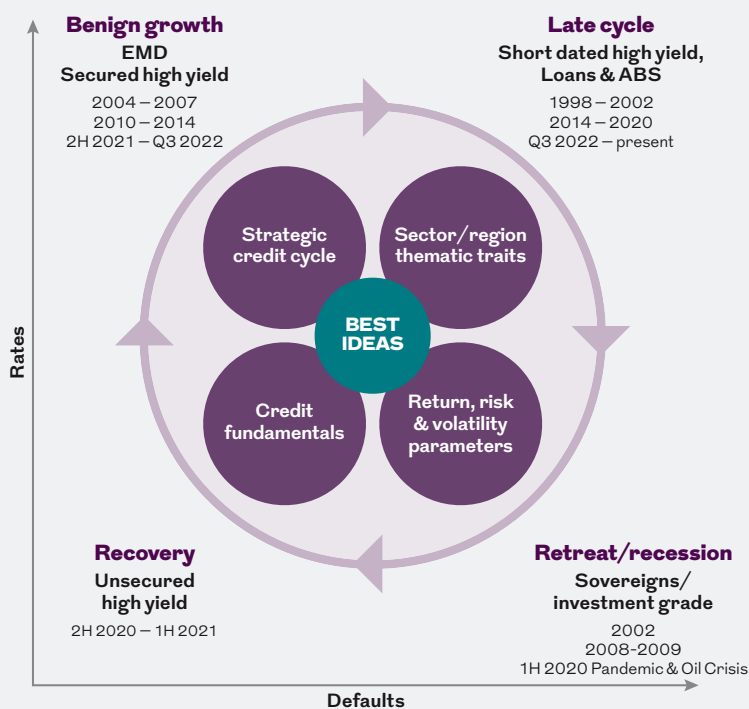 Benign growth
EMD
Secured high yield
2004 – 2007
2010 – 2014
2H 2021 – Q3 2022
Late cycle
Short dated high yield,
Loans & ABS
1998 – 2002
2014 – 2020
Q3 2022 – present
Strategic
credit cycle
Sector/region
thematic traits
BEST
IDEAS
Credit
fundamentals
Return, risk
& volatility
parameters
Rates
Recovery
Unsecured
high yield
2H 2020 – 1H 2021
Retreat/recession
Sovereigns/
investment grade
2002
2008-2009
1H 2020 Pandemic & Oil Crisis
Defaults